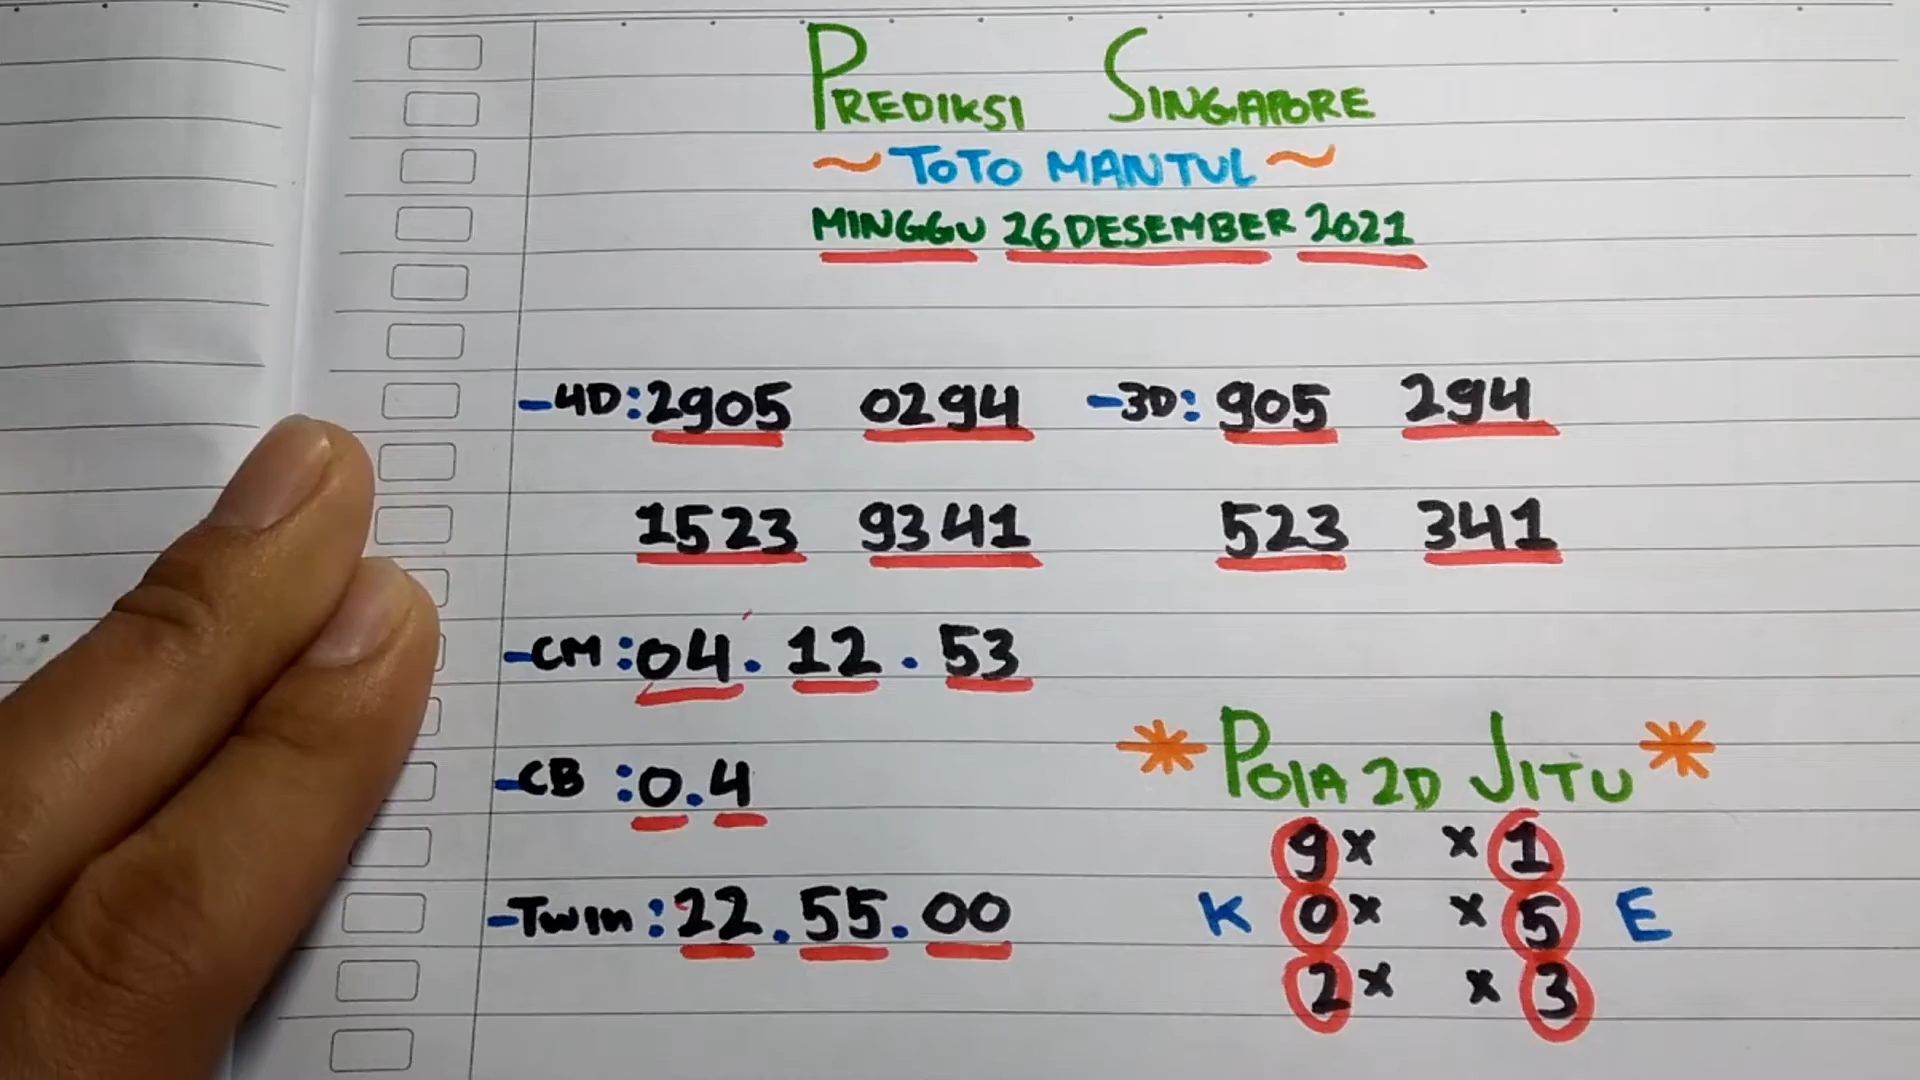 PREDIKSI SINGAPORE
~ TOTO MANTUL ~
MINGGU 26 DESEMBER 2021
-4D: 2905 0294 -3D: 905 294
1523 9341 523 341
-CM: 04. 12. 53
-CB: 0.4
* POlA 2D JITU *
9x x1
-Twin: 22.55.00 K 0x x5 E
2x x3